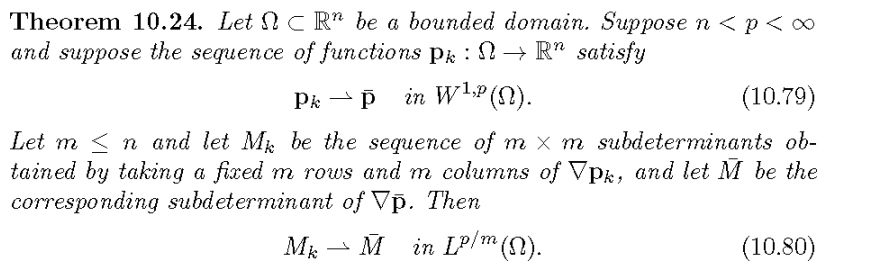 Theorem 10.24. Let Ω ⊂ ℝⁿ be a bounded domain. Suppose n < p < ∞
and suppose the sequence of functions pₖ : Ω → ℝⁿ satisfy
pₖ ⇀ p̄ in W¹,ᵖ(Ω). (10.79)
Let m ≤ n and let Mₖ be the sequence of m × m subdeterminants ob-
tained by taking a fixed m rows and m columns of ∇pₖ, and let M̄ be the
corresponding subdeterminant of ∇p̄. Then
Mₖ ⇀ M̄ in Lᵖ/ᵐ(Ω). (10.80)